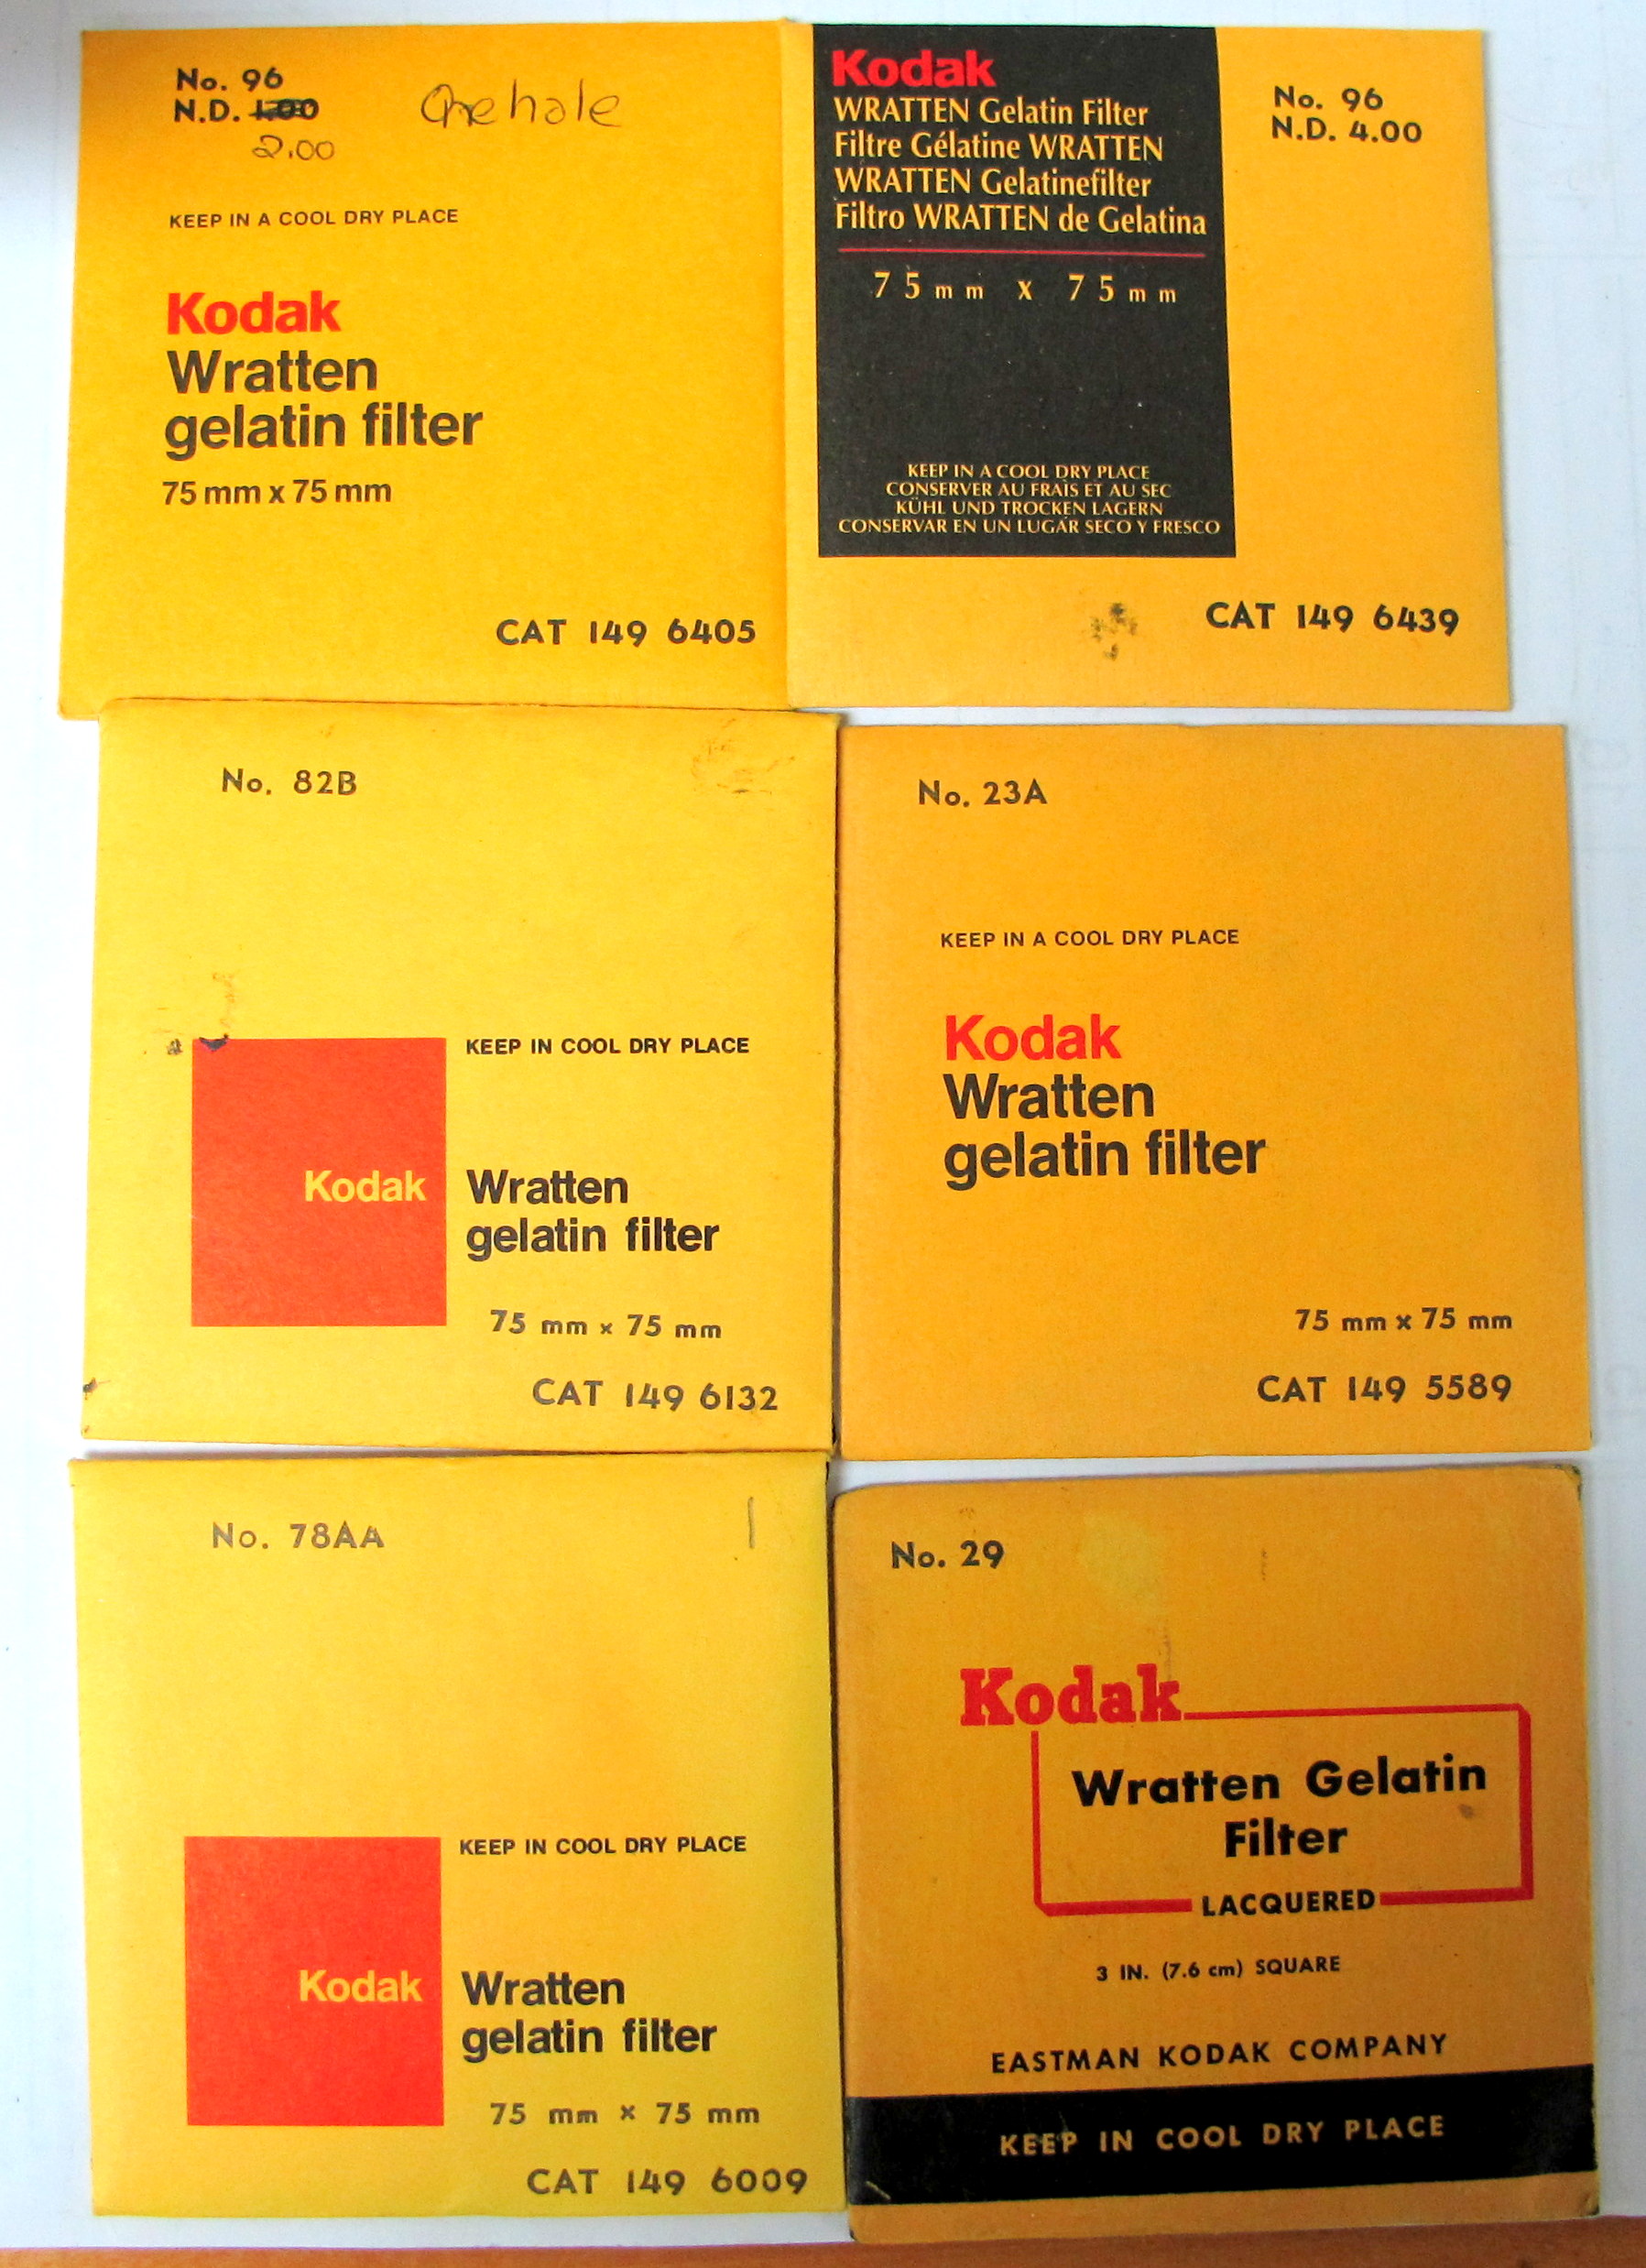 No. 96
N.D. 1.00
2.00
One hole
KEEP IN A COOL DRY PLACE
Kodak
Wratten
gelatin filter
75 mm x 75 mm
CAT 149 6405
Kodak
WRATTEN Gelatin Filter
Filtre Gélatine WRATTEN
WRATTEN Gelatinefilter
Filtro WRATTEN de Gelatina
75mm x 75mm
KEEP IN A COOL DRY PLACE
CONSERVER AU FRAIS ET AU SEC
KÜHL UND TROCKEN LAGERN
CONSERVAR EN UN LUGAR SECO Y FRESCO
No. 96
N.D. 4.00
CAT 149 6439
No. 82B
KEEP IN COOL DRY PLACE
Kodak
Wratten
gelatin filter
75 mm x 75 mm
CAT 149 6132
No. 23A
KEEP IN A COOL DRY PLACE
Kodak
Wratten
gelatin filter
75 mm x 75 mm
CAT 149 5589
No. 78AA
KEEP IN COOL DRY PLACE
Kodak
Wratten
gelatin filter
75 mm x 75 mm
CAT 149 6009
No. 29
Kodak
Wratten Gelatin
Filter
LACQUERED
3 IN. (7.6 cm) SQUARE
EASTMAN KODAK COMPANY
KEEP IN COOL DRY PLACE